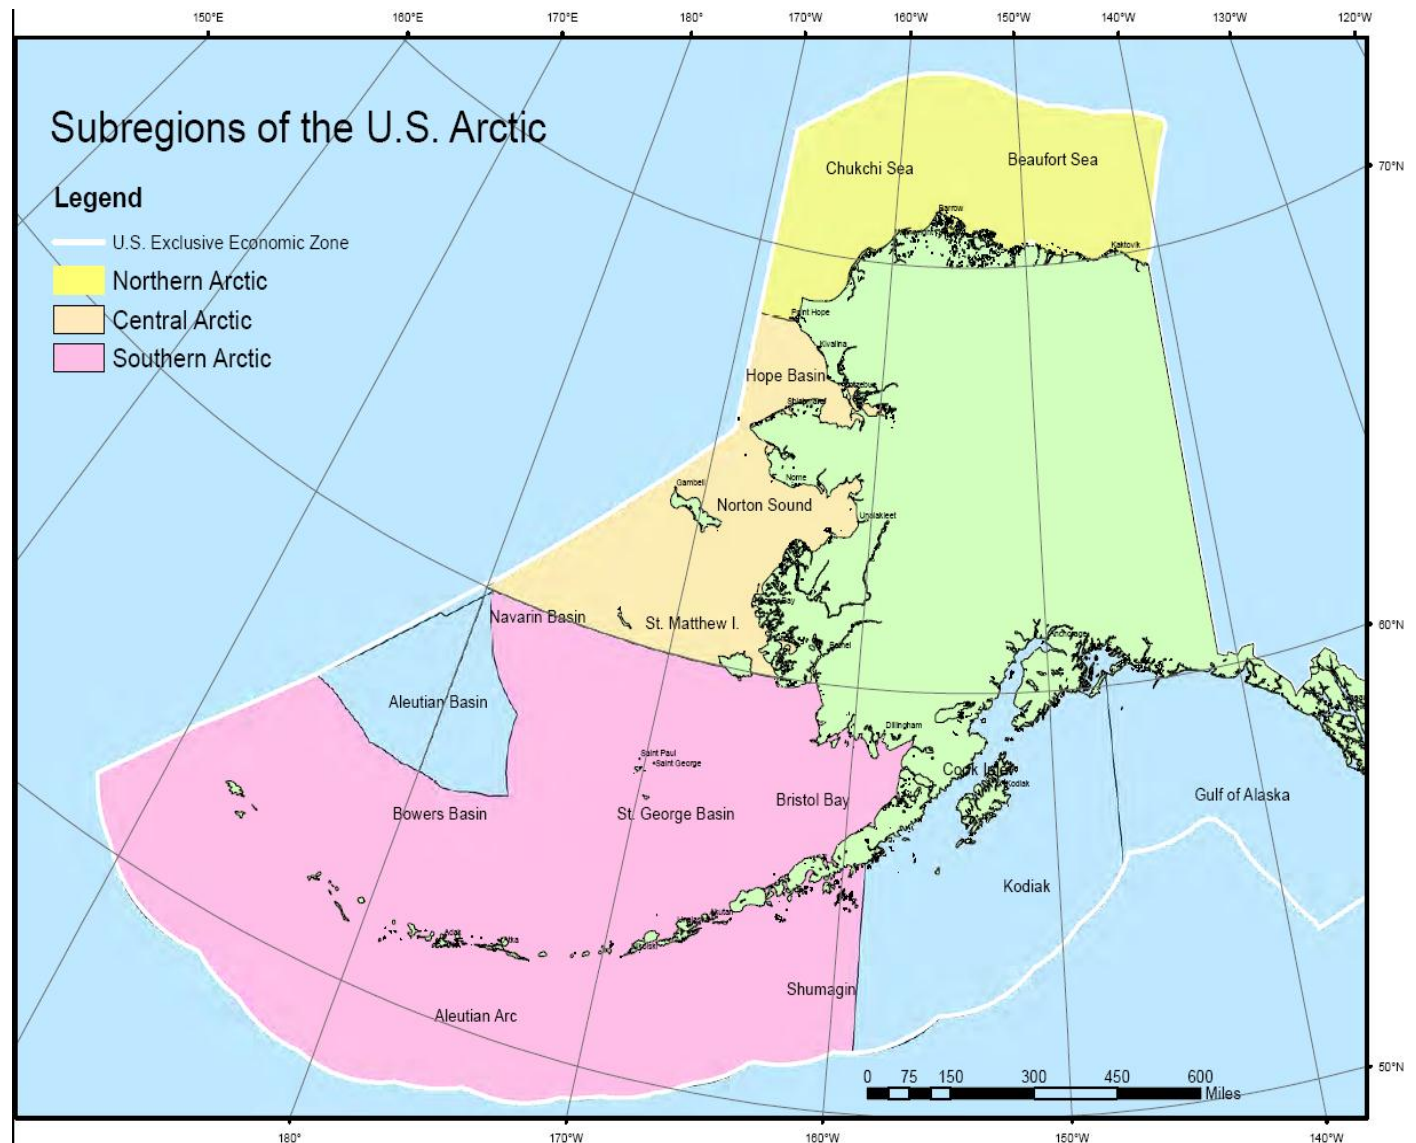 150°E 160°E 170°E 180° 170°W 160°W 150°W 140°W 130°W 120°W
Subregions of the U.S. Arctic
Legend
U.S. Exclusive Economic Zone
Northern Arctic
Central Arctic
Southern Arctic
Chukchi Sea
Beaufort Sea
70°N
Barrow
Kaktovik
Point Hope
Kivalina
Hope Basin
Nome
Gambell
Norton Sound
Unalakleet
Navarin Basin
St. Matthew I.
60°N
Bethel
Anchorage
Aleutian Basin
Dillingham
Saint Paul
Saint George
Cook Inlet
Kodiak
Gulf of Alaska
Bowers Basin
St. George Basin
Bristol Bay
Kodiak
Adak
Atka
Shumagin
Aleutian Arc
50°N
0 75 150 300 450 600
Miles
180° 170°W 160°W 150°W 140°W